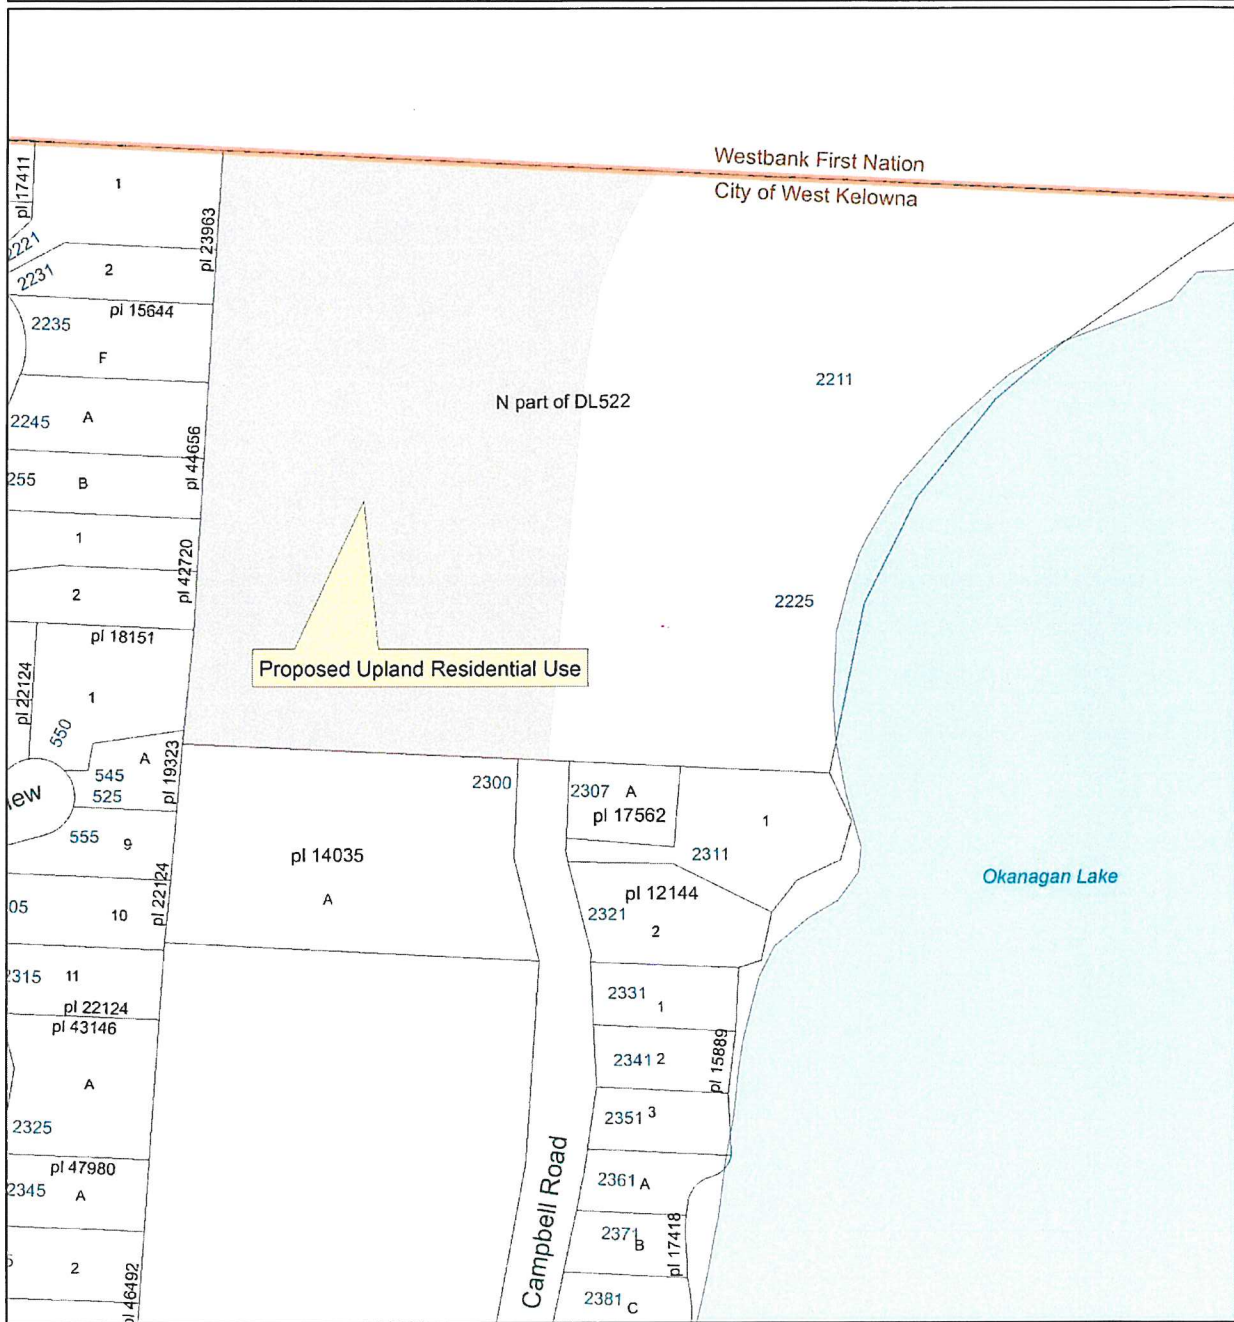 Westbank First Nation
City of West Kelowna
pl 17411
1
pl 23963
2221
2231
2
pl 15644
2235
F
2211
N part of DL522
2245
A
pl 44656
255
B
1
pl 42720
2
2225
pl 18151
Proposed Upland Residential Use
pl 22124
1
550
A
545
525
pl 19323
2300
2307
A
pl 17562
1
2311
555
9
pl 14035
A
Okanagan Lake
pl 12144
2321
2
05
10
pl 22124
2315
11
pl 22124
pl 43146
2331
1
2341
2
pl 15889
A
2351
3
2325
pl 47980
2345
A
2361
A
2371
B
pl 17418
Campbell Road
2
pl 46492
2381
C